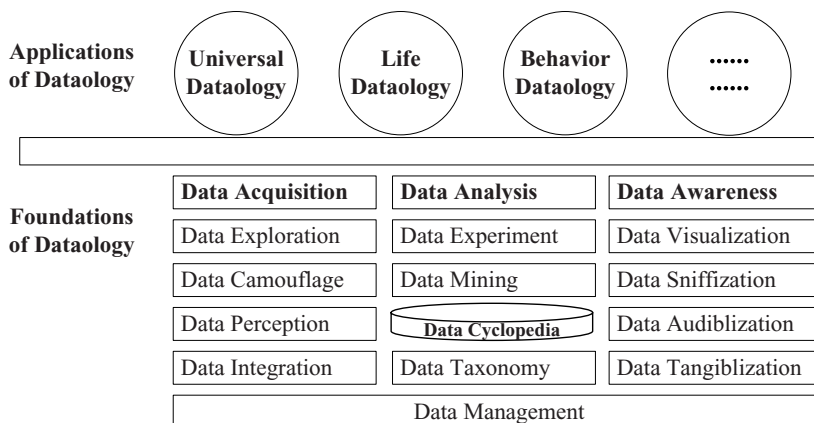 Applications
of Dataology
Universal
Dataology
Life
Dataology
Behavior
Dataology
......
......
Foundations
of Dataology
Data Acquisition
Data Analysis
Data Awareness
Data Exploration
Data Experiment
Data Visualization
Data Camouflage
Data Mining
Data Sniffization
Data Perception
Data Cyclopedia
Data Audiblization
Data Integration
Data Taxonomy
Data Tangiblization
Data Management